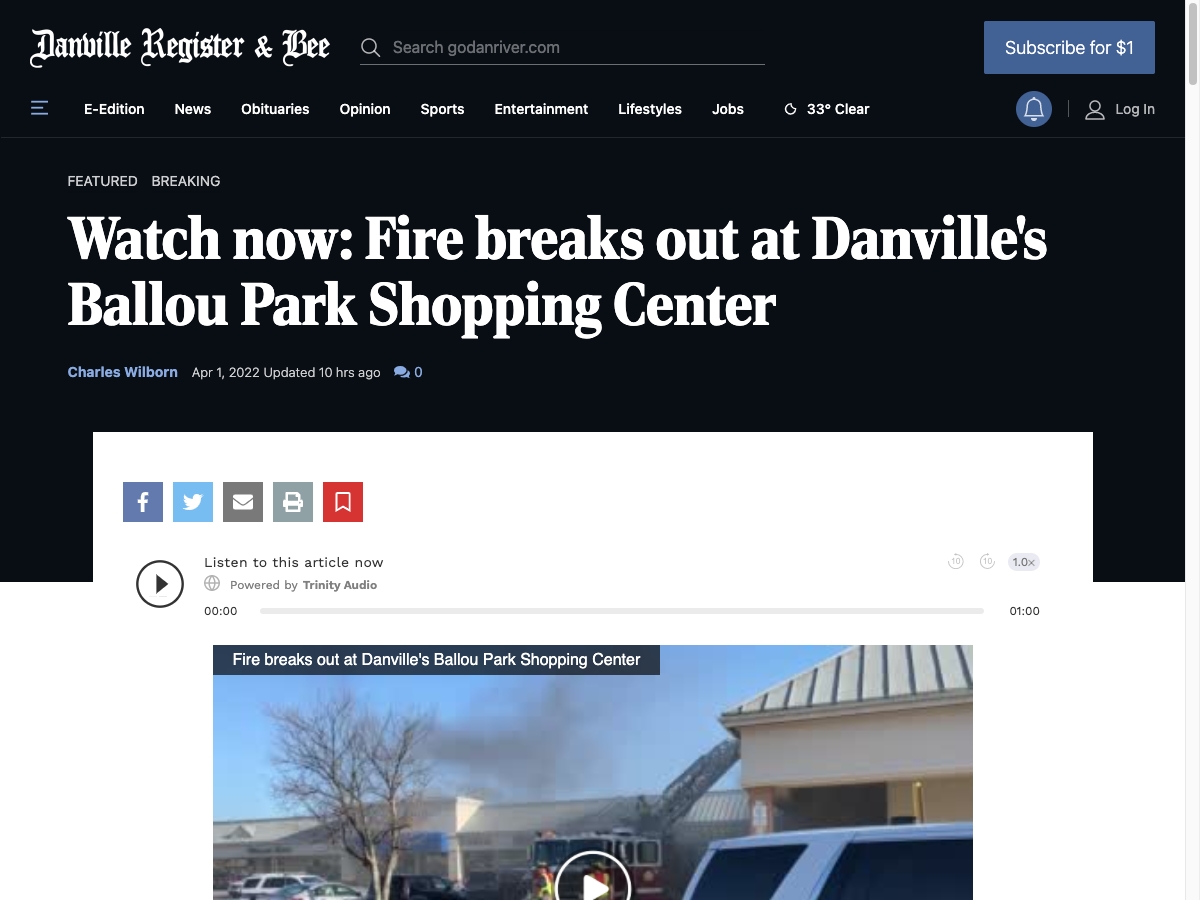 Danville Register & Bee
Search godanriver.com
Subscribe for $1
E-Edition News Obituaries Opinion Sports Entertainment Lifestyles Jobs 33° Clear
Log In
FEATURED BREAKING
Watch now: Fire breaks out at Danville's
Ballou Park Shopping Center
Charles Wilborn Apr 1, 2022 Updated 10 hrs ago 0
Listen to this article now
10 10 1.0×
Powered by Trinity Audio
00:00 01:00
Fire breaks out at Danville's Ballou Park Shopping Center